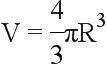 V = 4/3 πR³